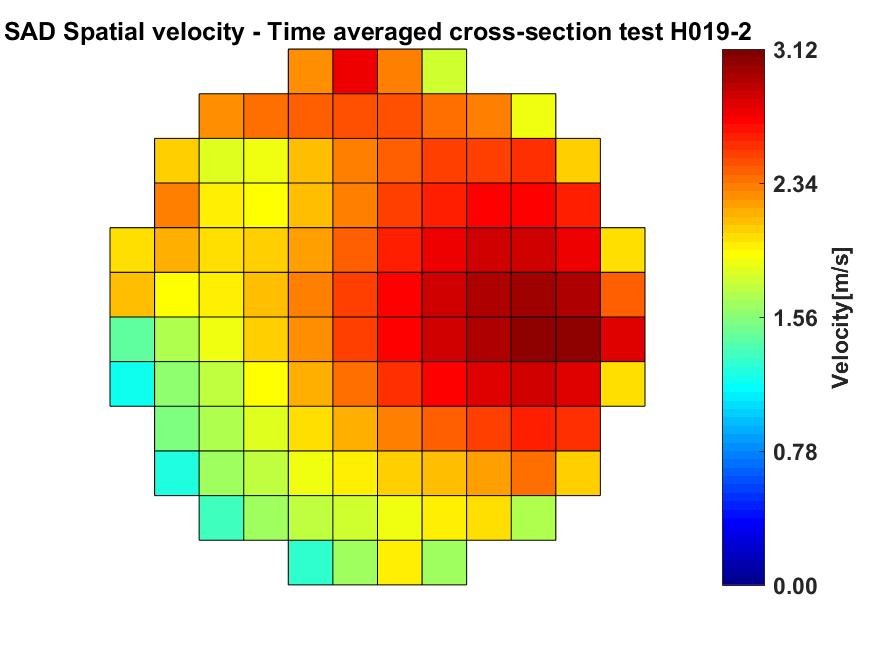 SAD Spatial velocity - Time averaged cross-section test H019-2
3.12
2.34
1.56
0.78
0.00
Velocity[m/s]